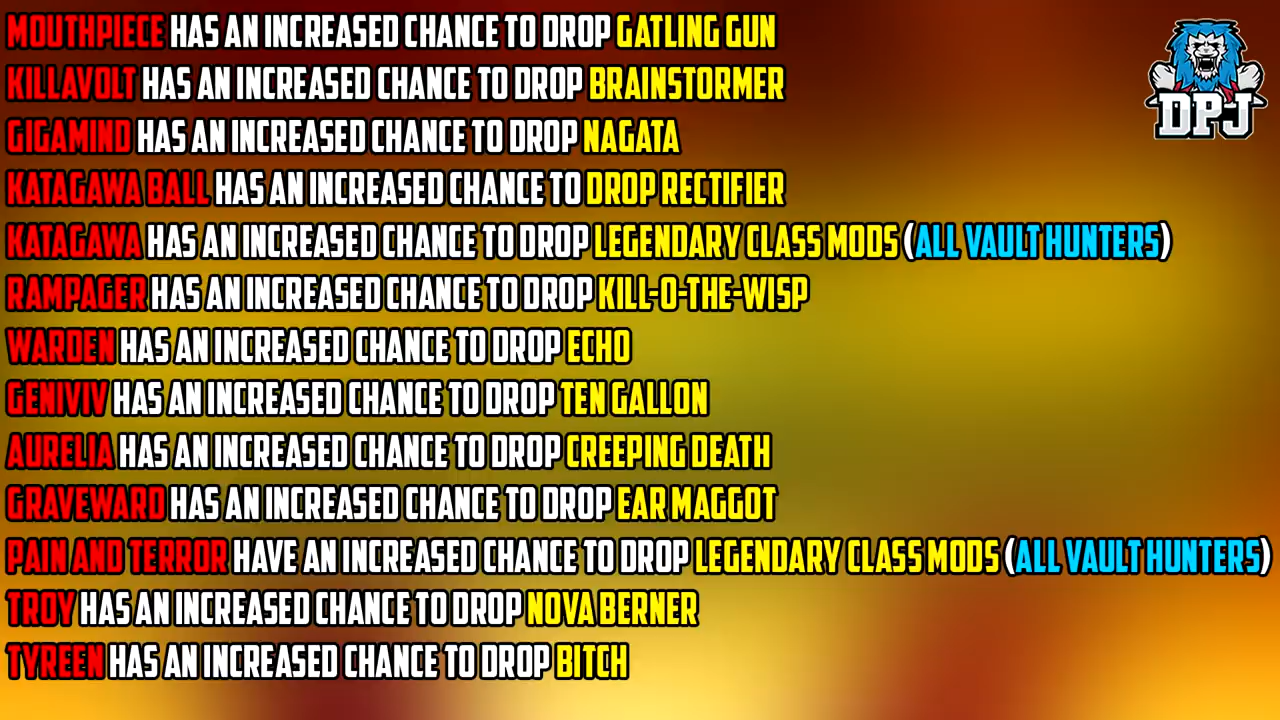 MOUTHPIECE HAS AN INCREASED CHANCE TO DROP GATLING GUN
KILLAVOLT HAS AN INCREASED CHANCE TO DROP BRAINSTORMER
GIGAMIND HAS AN INCREASED CHANCE TO DROP NAGATA
KATAGAWA BALL HAS AN INCREASED CHANCE TO DROP RECTIFIER
KATAGAWA HAS AN INCREASED CHANCE TO DROP LEGENDARY CLASS MODS (ALL VAULT HUNTERS)
RAMPAGER HAS AN INCREASED CHANCE TO DROP KILL-O-THE-WISP
WARDEN HAS AN INCREASED CHANCE TO DROP ECHO
GENIVIV HAS AN INCREASED CHANCE TO DROP TEN GALLON
AURELIA HAS AN INCREASED CHANCE TO DROP CREEPING DEATH
GRAVEWARD HAS AN INCREASED CHANCE TO DROP EAR MAGGOT
PAIN AND TERROR HAVE AN INCREASED CHANCE TO DROP LEGENDARY CLASS MODS (ALL VAULT HUNTERS)
TROY HAS AN INCREASED CHANCE TO DROP NOVA BERNER
TYREEN HAS AN INCREASED CHANCE TO DROP BITCH
DPJ